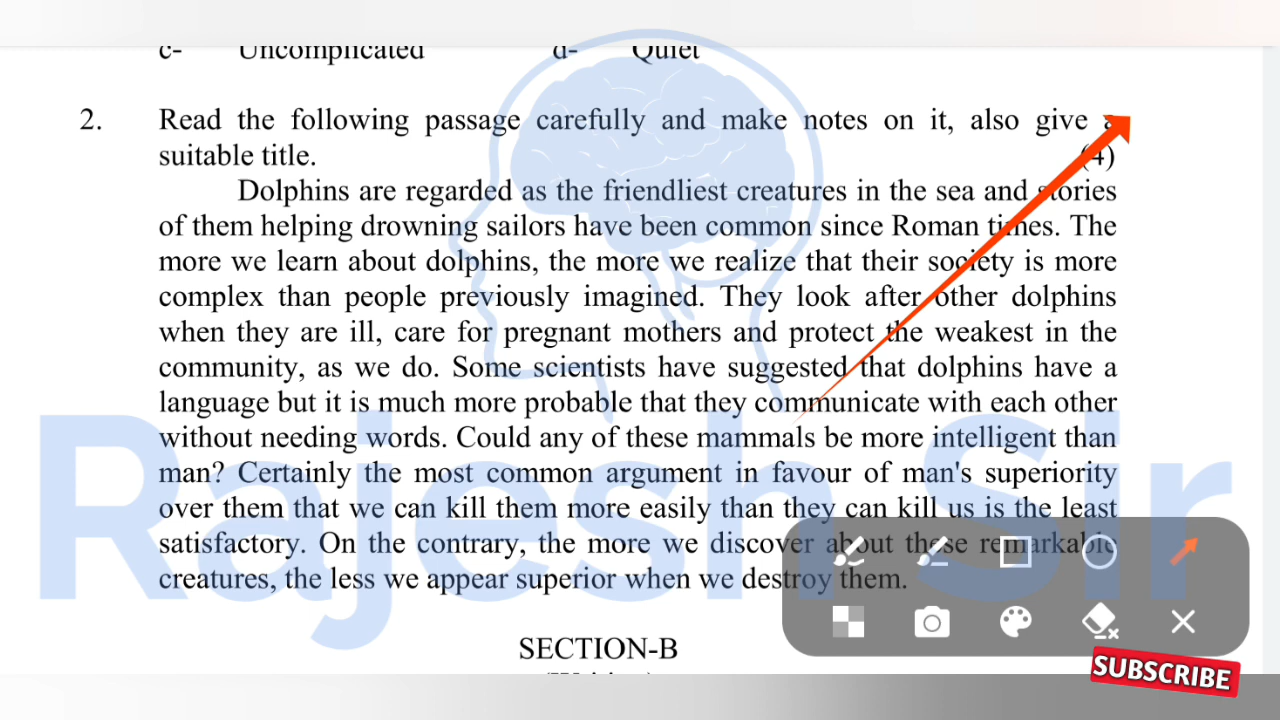 c- Uncomplicated d- Quiet
2. Read the following passage carefully and make notes on it, also give a
suitable title. (4)
Dolphins are regarded as the friendliest creatures in the sea and stories
of them helping drowning sailors have been common since Roman times. The
more we learn about dolphins, the more we realize that their society is more
complex than people previously imagined. They look after other dolphins
when they are ill, care for pregnant mothers and protect the weakest in the
community, as we do. Some scientists have suggested that dolphins have a
language but it is much more probable that they communicate with each other
without needing words. Could any of these mammals be more intelligent than
man? Certainly the most common argument in favour of man's superiority
over them that we can kill them more easily than they can kill us is the least
satisfactory. On the contrary, the more we discover about these remarkable
creatures, the less we appear superior when we destroy them.
Rajesh Sir
SECTION-B
SUBSCRIBE